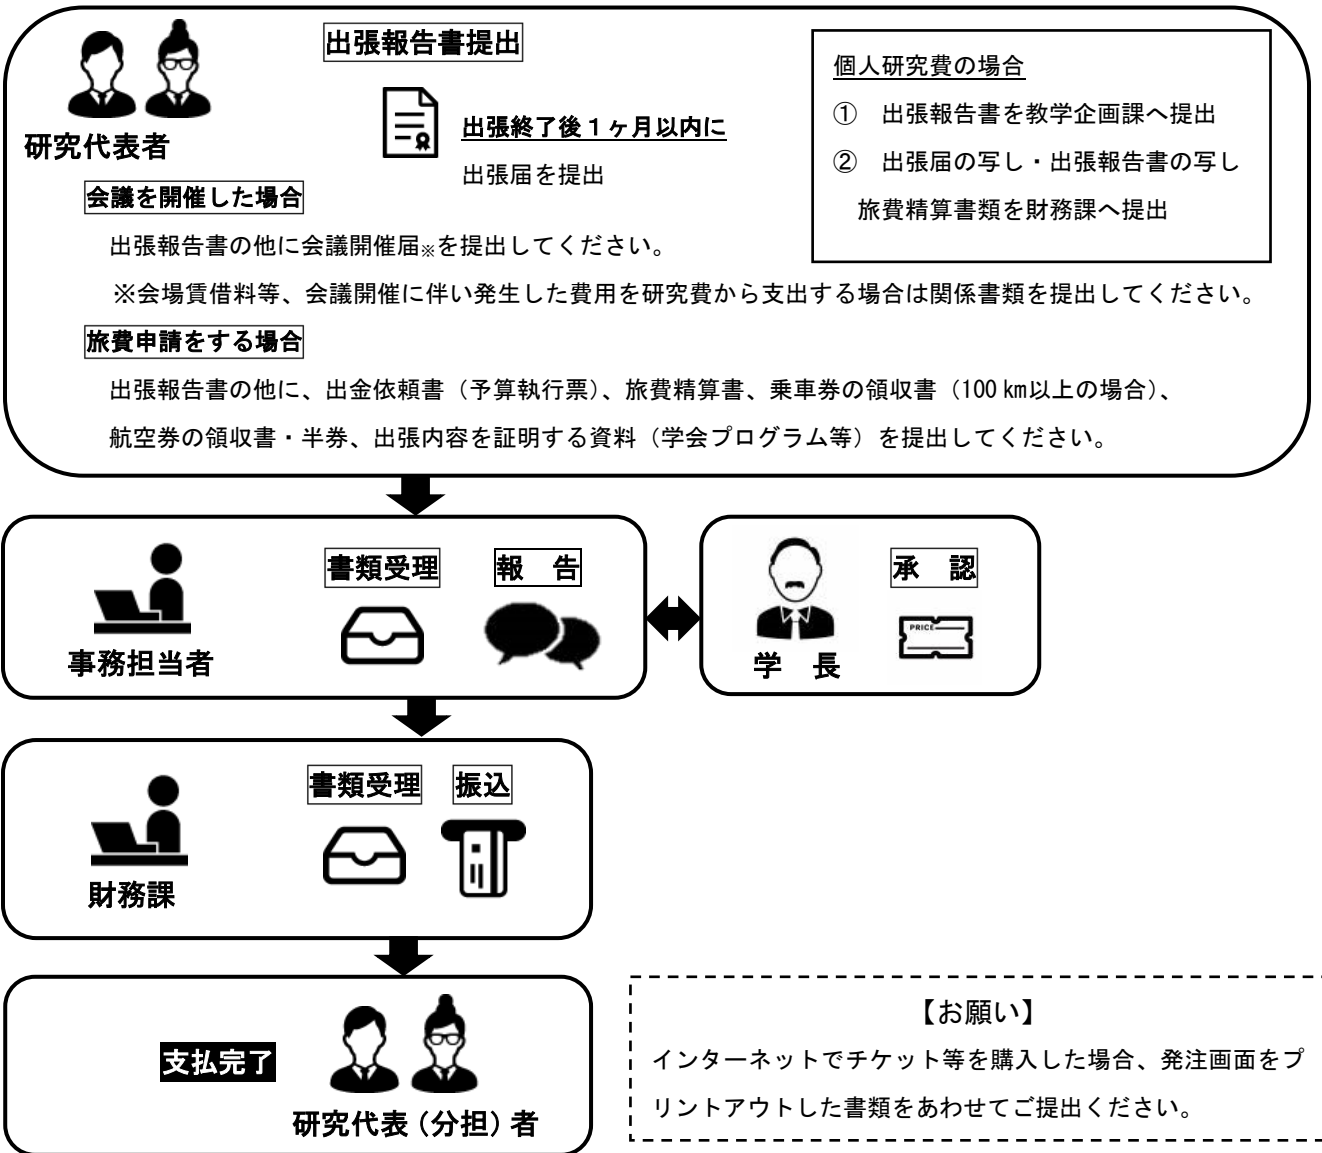 出張報告書提出
研究代表者
出張終了後１ヶ月以内に
出張届を提出
個人研究費の場合
①　出張報告書を教学企画課へ提出
②　出張届の写し・出張報告書の写し
旅費精算書類を財務課へ提出
会議を開催した場合
出張報告書の他に会議開催届※を提出してください。
※会場賃借料等、会議開催に伴い発生した費用を研究費から支出する場合は関係書類を提出してください。
旅費申請をする場合
出張報告書の他に、出金依頼書（予算執行票）、旅費精算書、乗車券の領収書（100 ㎞以上の場合）、
航空券の領収書・半券、出張内容を証明する資料（学会プログラム等）を提出してください。
書類受理
報　告
事務担当者
承　認
PRICE
学　長
書類受理
振込
財務課
支払完了
研究代表（分担）者
【お願い】
インターネットでチケット等を購入した場合、発注画面をプ
リントアウトした書類をあわせてご提出ください。